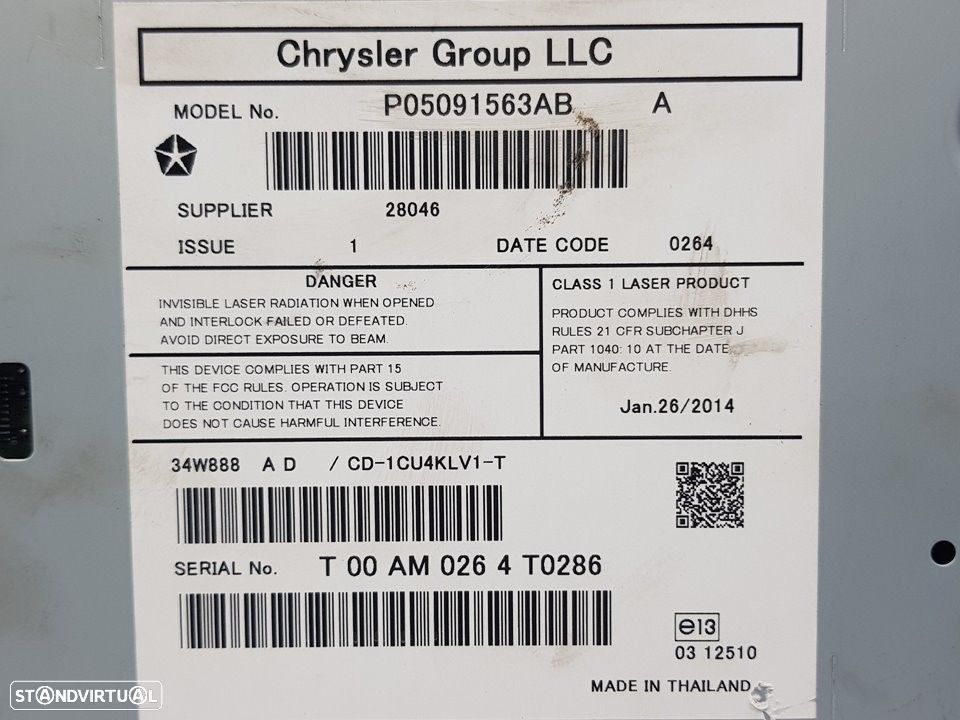 Chrysler Group LLC
MODEL No. P05091563AB A
SUPPLIER 28046
ISSUE 1 DATE CODE 0264
DANGER
INVISIBLE LASER RADIATION WHEN OPENED
AND INTERLOCK FAILED OR DEFEATED.
AVOID DIRECT EXPOSURE TO BEAM.
THIS DEVICE COMPLIES WITH PART 15
OF THE FCC RULES. OPERATION IS SUBJECT
TO THE CONDITION THAT THIS DEVICE
DOES NOT CAUSE HARMFUL INTERFERENCE.
CLASS 1 LASER PRODUCT
PRODUCT COMPLIES WITH DHHS
RULES 21 CFR SUBCHAPTER J
PART 1040: 10 AT THE DATE
OF MANUFACTURE.
Jan.26/2014
34W888 A D / CD-1CU4KLV1-T
SERIAL No. T 00 AM 026 4 T0286
e13
03 12510
MADE IN THAILAND
STANDVIRTUAL